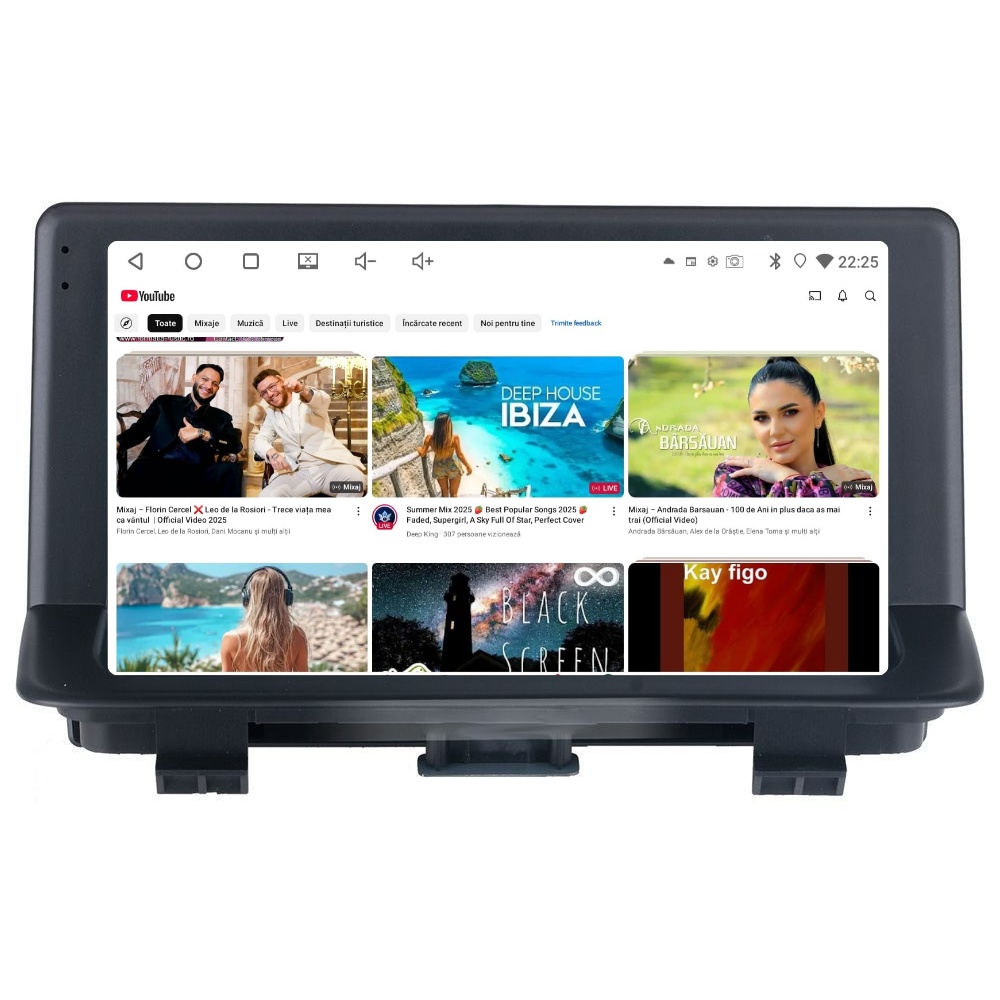 22:25
YouTube
Toate
Mixaje
Muzică
Live
Destinații turistice
Încărcate recent
Noi pentru tine
Trimite feedback
DEEP HOUSE
IBIZA
ANDRADA
BÂRSĂUAN
Mixaj
LIVE
Mixaj
Mixaj – Florin Cercel ❌ Leo de la Rosiori - Trece viața mea
ca vântul | Official Video 2025
Florin Cercel, Leo de la Rosiori, Dani Mocanu și mulți alții
LIVE
Summer Mix 2025 🍓 Best Popular Songs 2025 🍓
Faded, Supergirl, A Sky Full Of Star, Perfect Cover
Deep King · 307 persoane vizionează
Mixaj – Andrada Barsauan - 100 de Ani in plus daca as mai
trai (Official Video)
Andrada Bârsăuan, Alex de la Orăștie, Elena Toma și mulți alții
BLACK
SCREEN
Kay figo